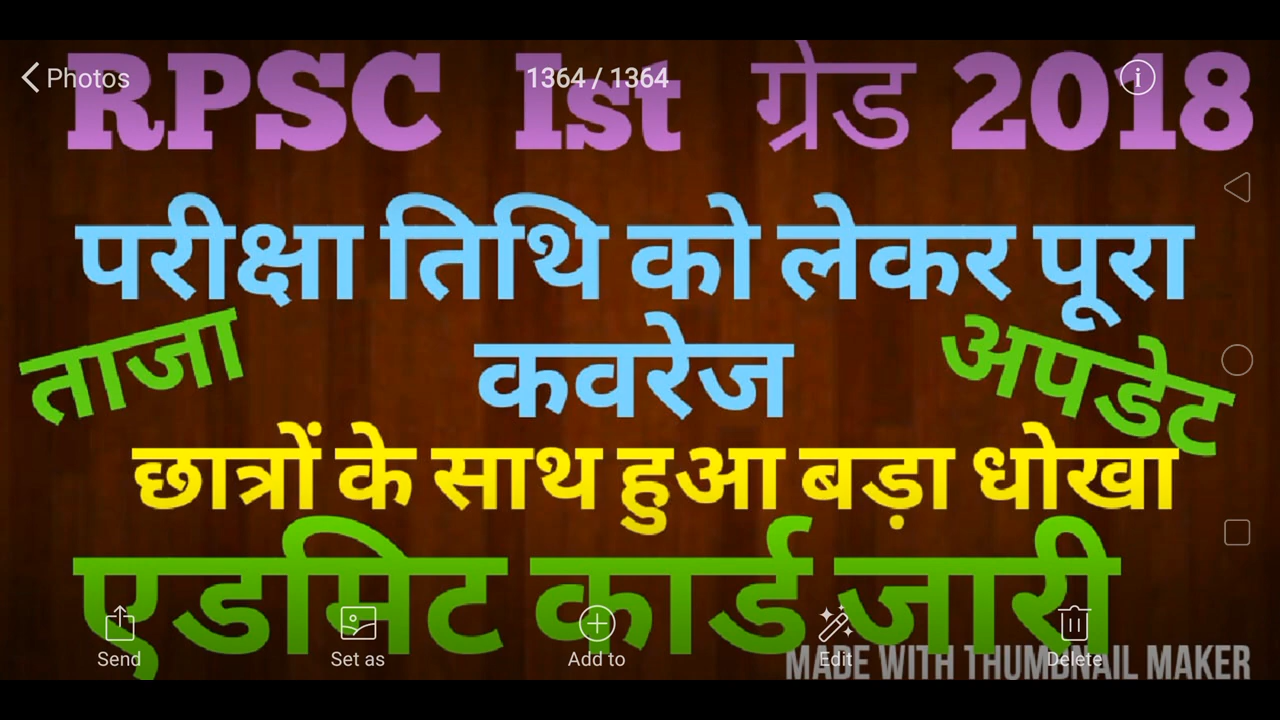 Photos 1364 / 1364
RPSC Ist ग्रेड 2018
परीक्षा तिथि को लेकर पूरा
ताजा कवरेज अपडेट
छात्रों के साथ हुआ बड़ा धोखा
एडमिट कार्ड जारी
Send Set as Add to Edit Delete
MADE WITH THUMBNAIL MAKER